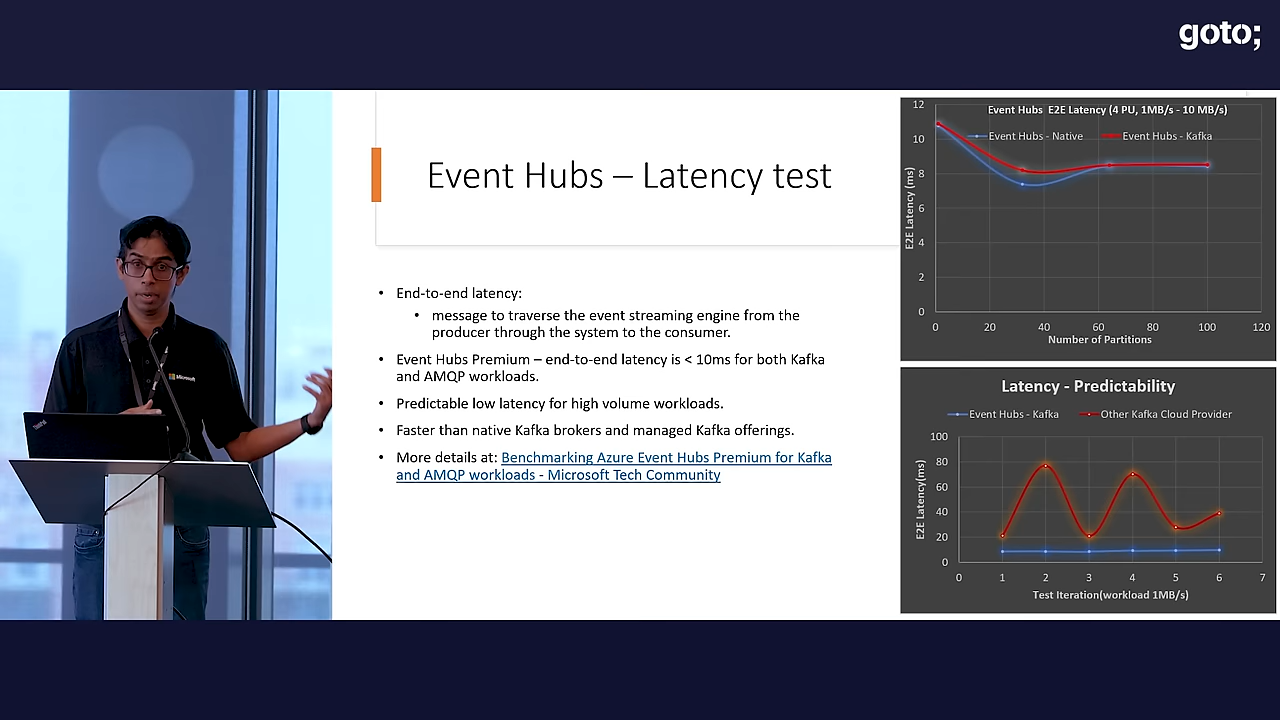 goto;
Event Hubs – Latency test
• End-to-end latency:
• message to traverse the event streaming engine from the
producer through the system to the consumer.
• Event Hubs Premium – end-to-end latency is < 10ms for both Kafka
and AMQP workloads.
• Predictable low latency for high volume workloads.
• Faster than native Kafka brokers and managed Kafka offerings.
• More details at: Benchmarking Azure Event Hubs Premium for Kafka
and AMQP workloads - Microsoft Tech Community
Event Hubs E2E Latency (4 PU, 1MB/s - 10 MB/s)
Event Hubs - Native Event Hubs - Kafka
E2E Latency (ms)
12
10
8
6
4
2
0
0 20 40 60 80 100 120
Number of Partitions
Latency - Predictability
Event Hubs - Kafka Other Kafka Cloud Provider
E2E Latency(ms)
100
80
60
40
20
0
0 1 2 3 4 5 6 7
Test Iteration(workload 1MB/s)
Microsoft
ThinkPad